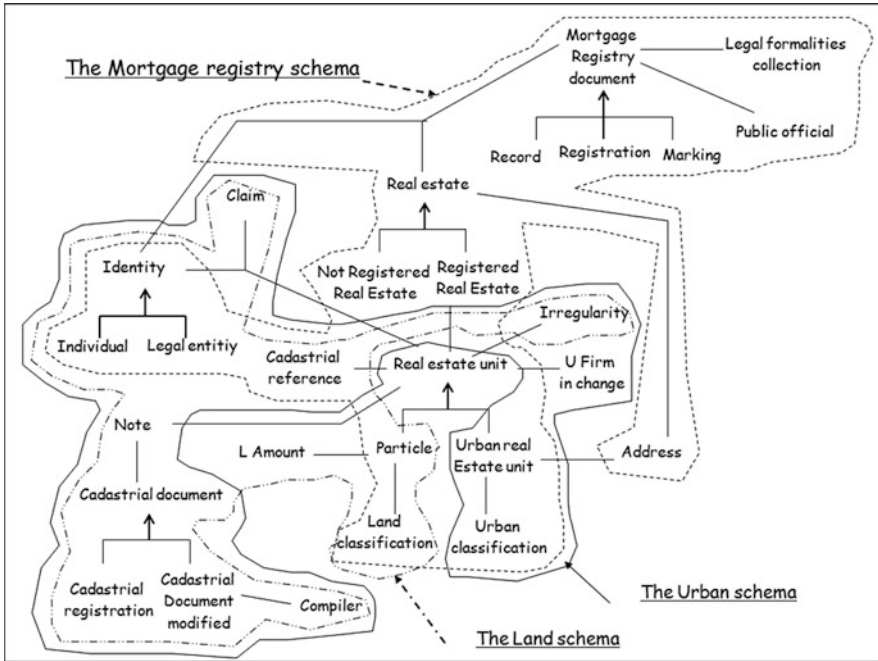 Mortgage
Registry
document
Legal formalities
collection
The Mortgage registry schema
Public official
Record
Registration
Marking
Real estate
Claim
Identity
Not Registered
Real Estate
Registered
Real Estate
Irregularity
Individual
Legal entitiy
Cadastrial
reference
Real estate unit
U Firm
in change
Note
L Amount
Particle
Urban real
Estate unit
Address
Cadastrial document
Land
classification
Urban
classification
Cadastrial
registration
Cadastrial
Document
modified
Compiler
The Urban schema
The Land schema